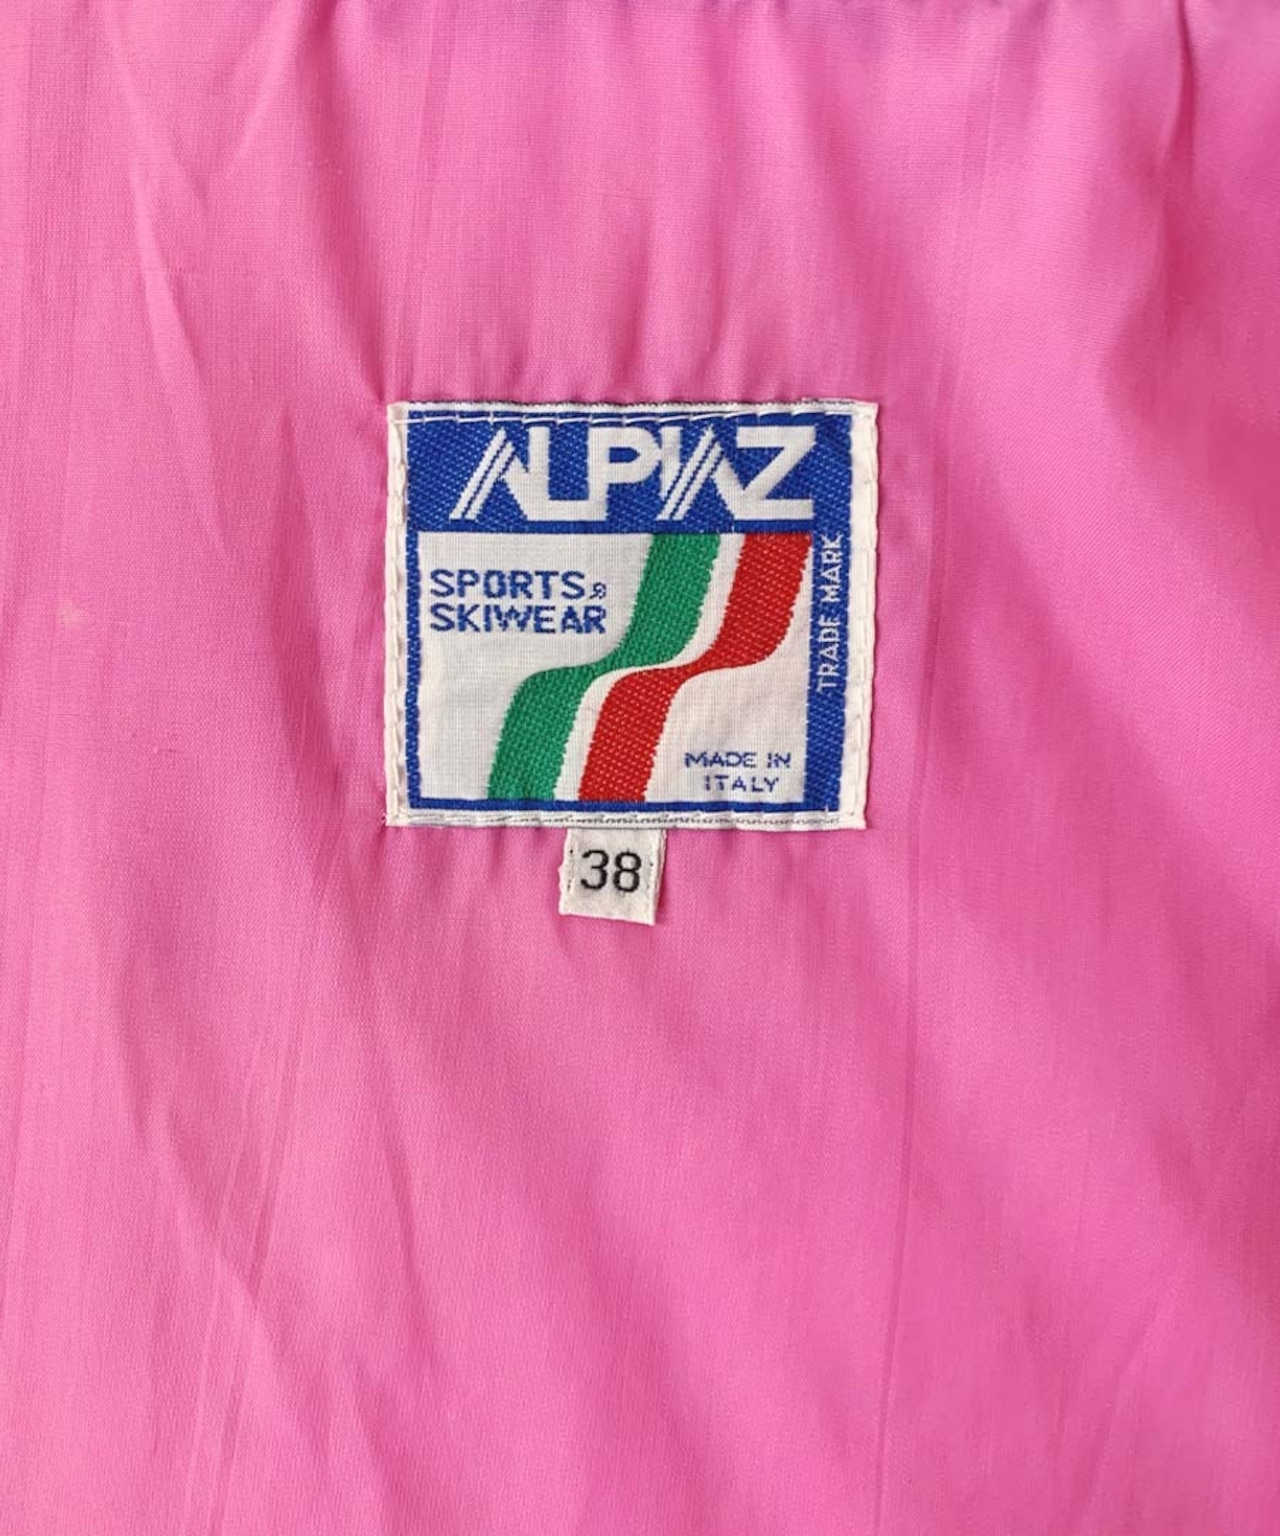 ALPIAZ
SPORTS &
SKIWEAR
TRADE MARK
MADE IN
ITALY
38